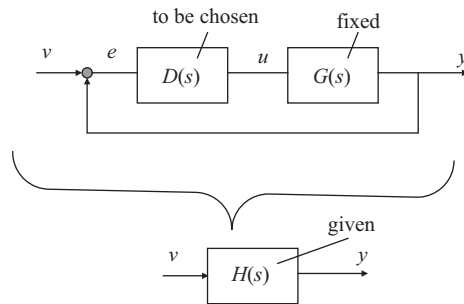 to be chosen
fixed
v
e
D(s)
u
G(s)
y
given
v
H(s)
y